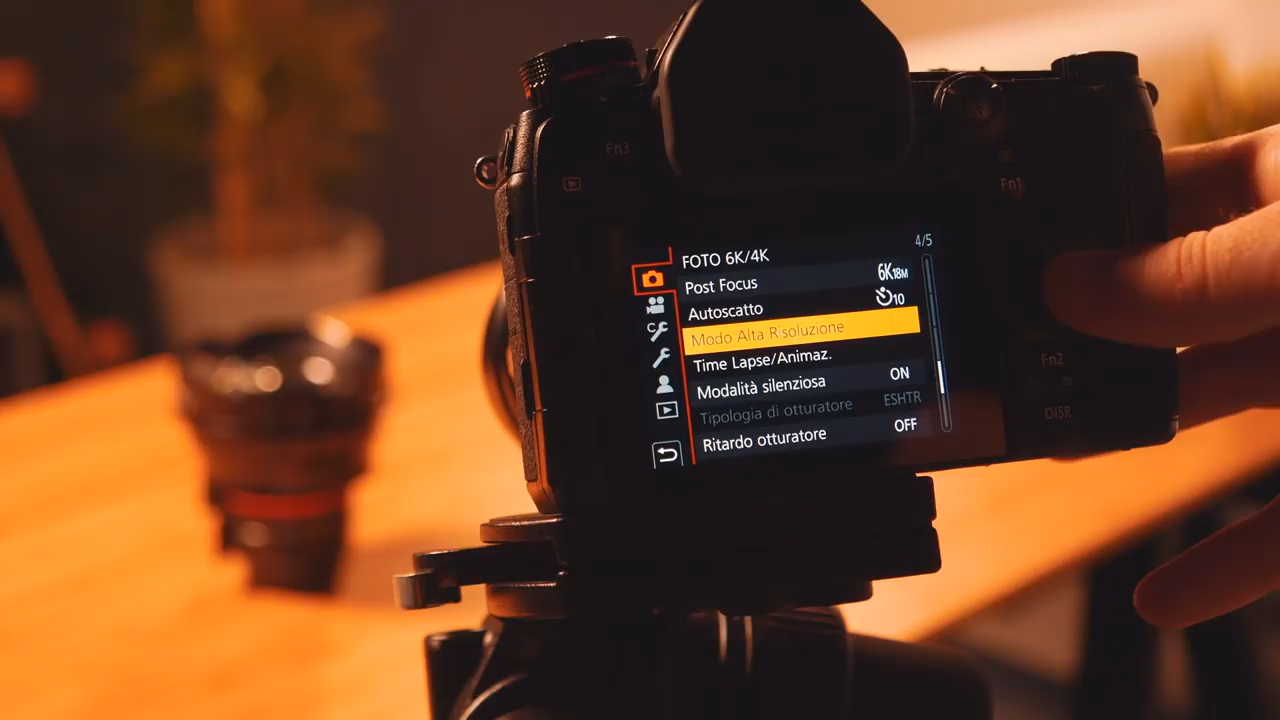 Fn3
Fn1
4/5
FOTO 6K/4K
Post Focus 6K18M
Autoscatto 10
Modo Alta Risoluzione
Time Lapse/Animaz.
Modalità silenziosa ON
Tipologia di otturatore ESHTR
Ritardo otturatore OFF
Fn2
DISP.